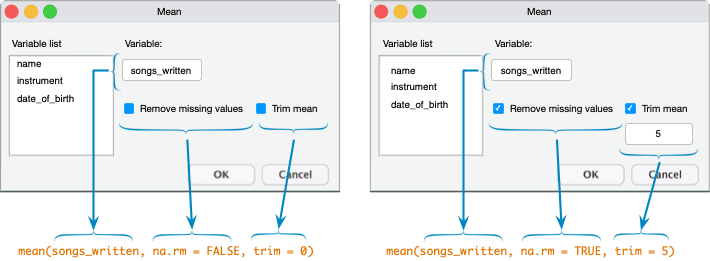 Mean
Variable list
Variable:
name
instrument
date_of_birth
songs_written
Remove missing values
Trim mean
OK
Cancel
mean(songs_written, na.rm = FALSE, trim = 0)
Mean
Variable list
Variable:
name
instrument
date_of_birth
songs_written
Remove missing values
Trim mean
5
OK
Cancel
mean(songs_written, na.rm = TRUE, trim = 5)